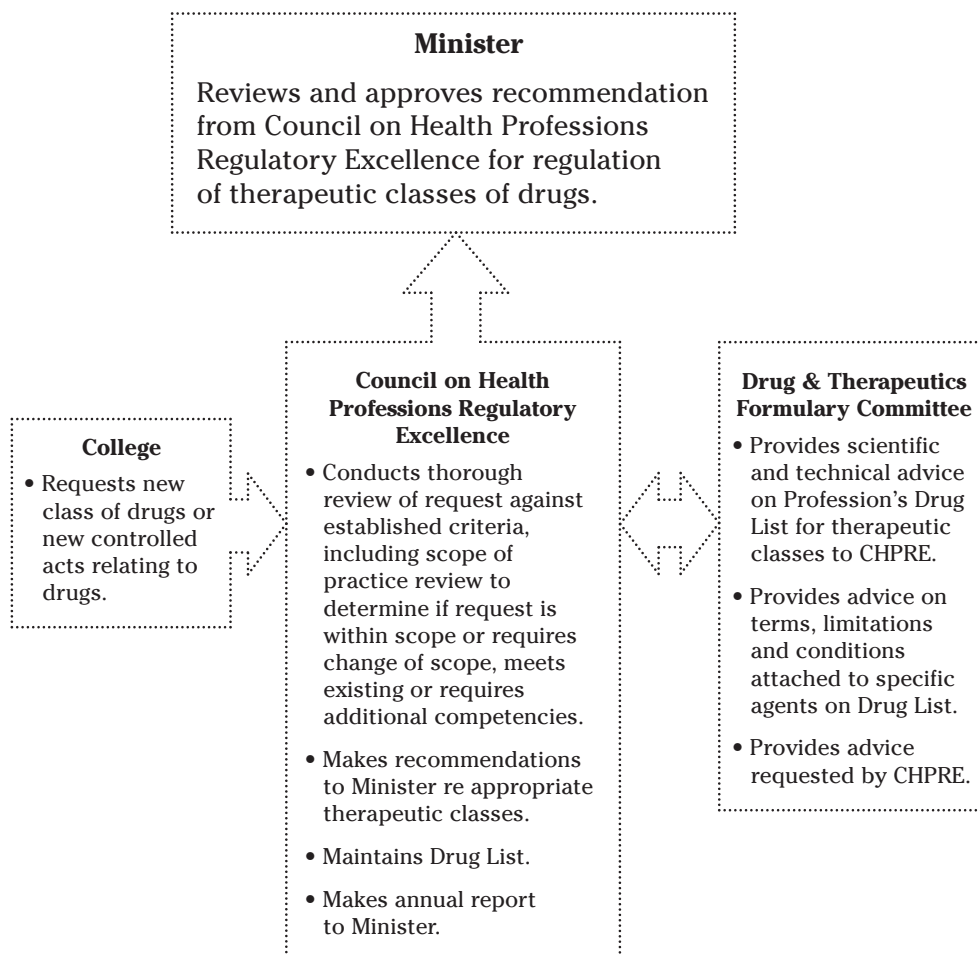 Minister
Reviews and approves recommendation
from Council on Health Professions
Regulatory Excellence for regulation
of therapeutic classes of drugs.
College
• Requests new
class of drugs or
new controlled
acts relating to
drugs.
Council on Health
Professions Regulatory
Excellence
• Conducts thorough
review of request against
established criteria,
including scope of
practice review to
determine if request is
within scope or requires
change of scope, meets
existing or requires
additional competencies.
• Makes recommendations
to Minister re appropriate
therapeutic classes.
• Maintains Drug List.
• Makes annual report
to Minister.
Drug & Therapeutics
Formulary Committee
• Provides scientific
and technical advice
on Profession’s Drug
List for therapeutic
classes to CHPRE.
• Provides advice on
terms, limitations
and conditions
attached to specific
agents on Drug List.
• Provides advice
requested by CHPRE.